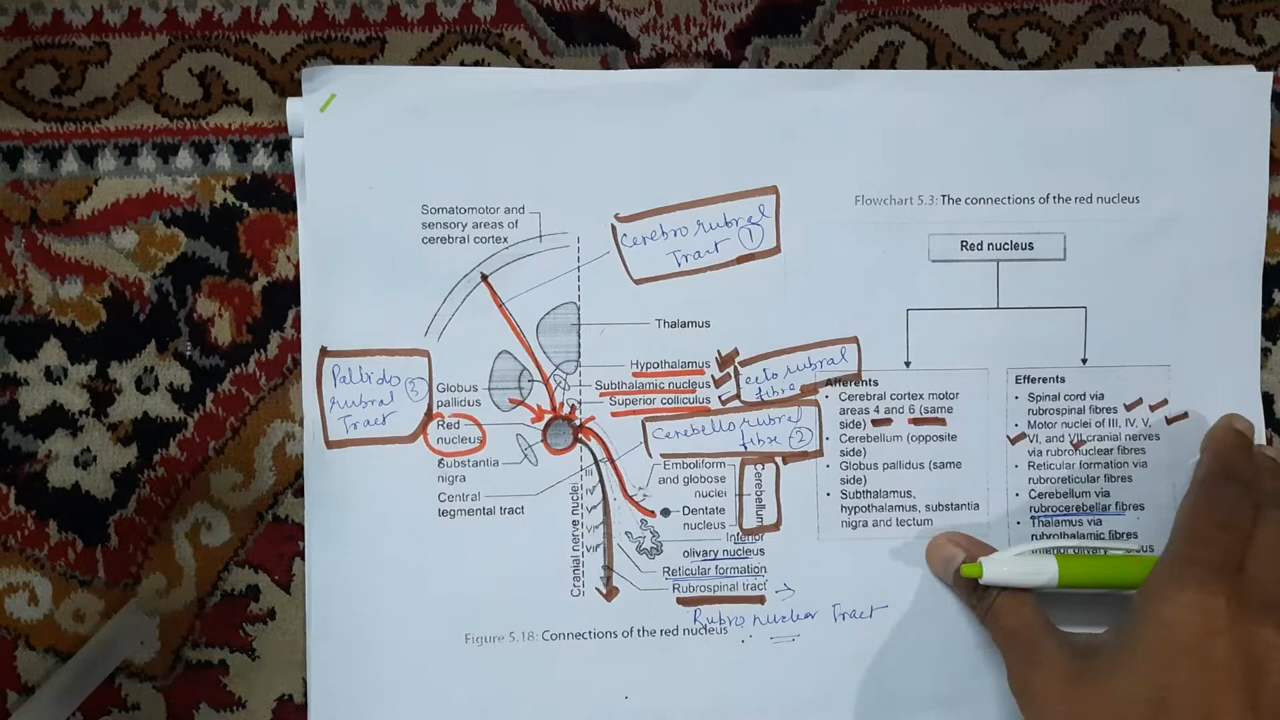 Somatomotor and
sensory areas of
cerebral cortex
Cerebro rubral
Tract 1
Thalamus
Hypothalamus
Subthalamic nucleus
Superior colliculus
ecto rubral
fibre
Pallido
rubral 3
Tract
Globus
pallidus
Red
nucleus
Substantia
nigra
Central
tegmental tract
Cerebello rubral
fibre 2
Emboliform
and globose
nuclei
Dentate
nucleus
Cerebellum
Inferior
olivary nucleus
Reticular formation
Rubrospinal tract
Cranial nerve nuclei
III
IV
V
VI
VII
Rubro nuclear Tract
Figure 5.18: Connections of the red nucleus
Flowchart 5.3: The connections of the red nucleus
Red nucleus
Afferents
• Cerebral cortex motor
areas 4 and 6 (same
side)
• Cerebellum (opposite
side)
• Globus pallidus (same
side)
• Subthalamus,
hypothalamus, substantia
nigra and tectum
Efferents
• Spinal cord via
rubrospinal fibres
• Motor nuclei of III, IV, V,
VI, and VII cranial nerves
via rubronuclear fibres
• Reticular formation via
rubroreticular fibres
• Cerebellum via
rubrocerebellar fibres
• Thalamus via
rubrothalamic fibres
Inferior olivary